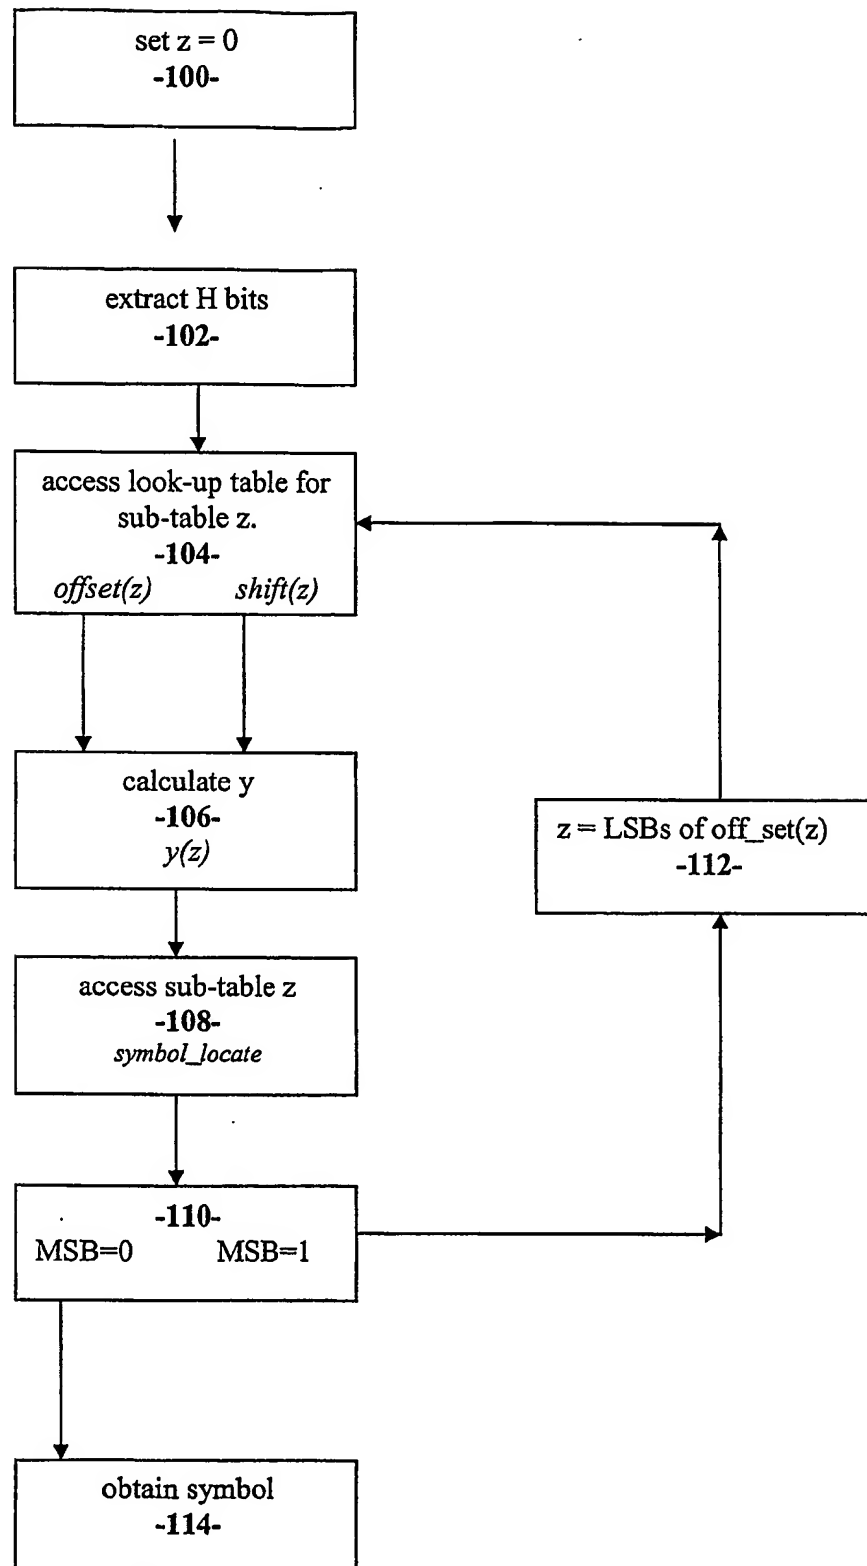 set z = 0
-100-
extract H bits
-102-
access look-up table for
sub-table z.
-104-
offset(z) shift(z)
calculate y
-106-
y(z)
z = LSBs of off_set(z)
-112-
access sub-table z
-108-
symbol_locate
-110-
MSB=0 MSB=1
obtain symbol
-114-